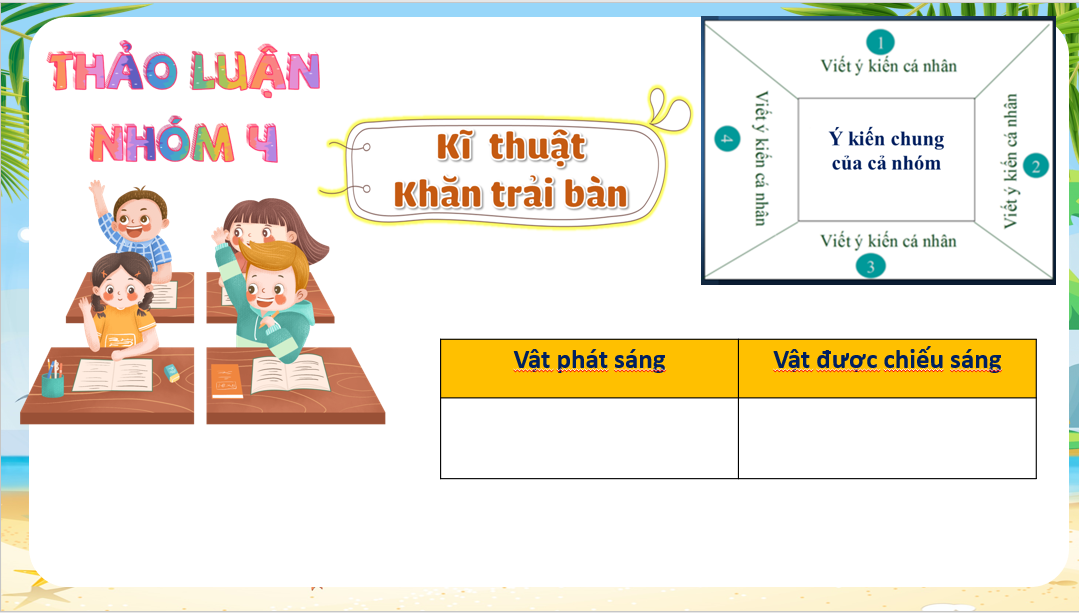 THẢO LUẬN
NHÓM 4
Kĩ thuật
Khăn trải bàn
1
Viết ý kiến cá nhân
Viết ý kiến cá nhân
4
Ý kiến chung
của cả nhóm
Viết ý kiến cá nhân
2
Viết ý kiến cá nhân
3
Vật phát sáng
Vật được chiếu sáng